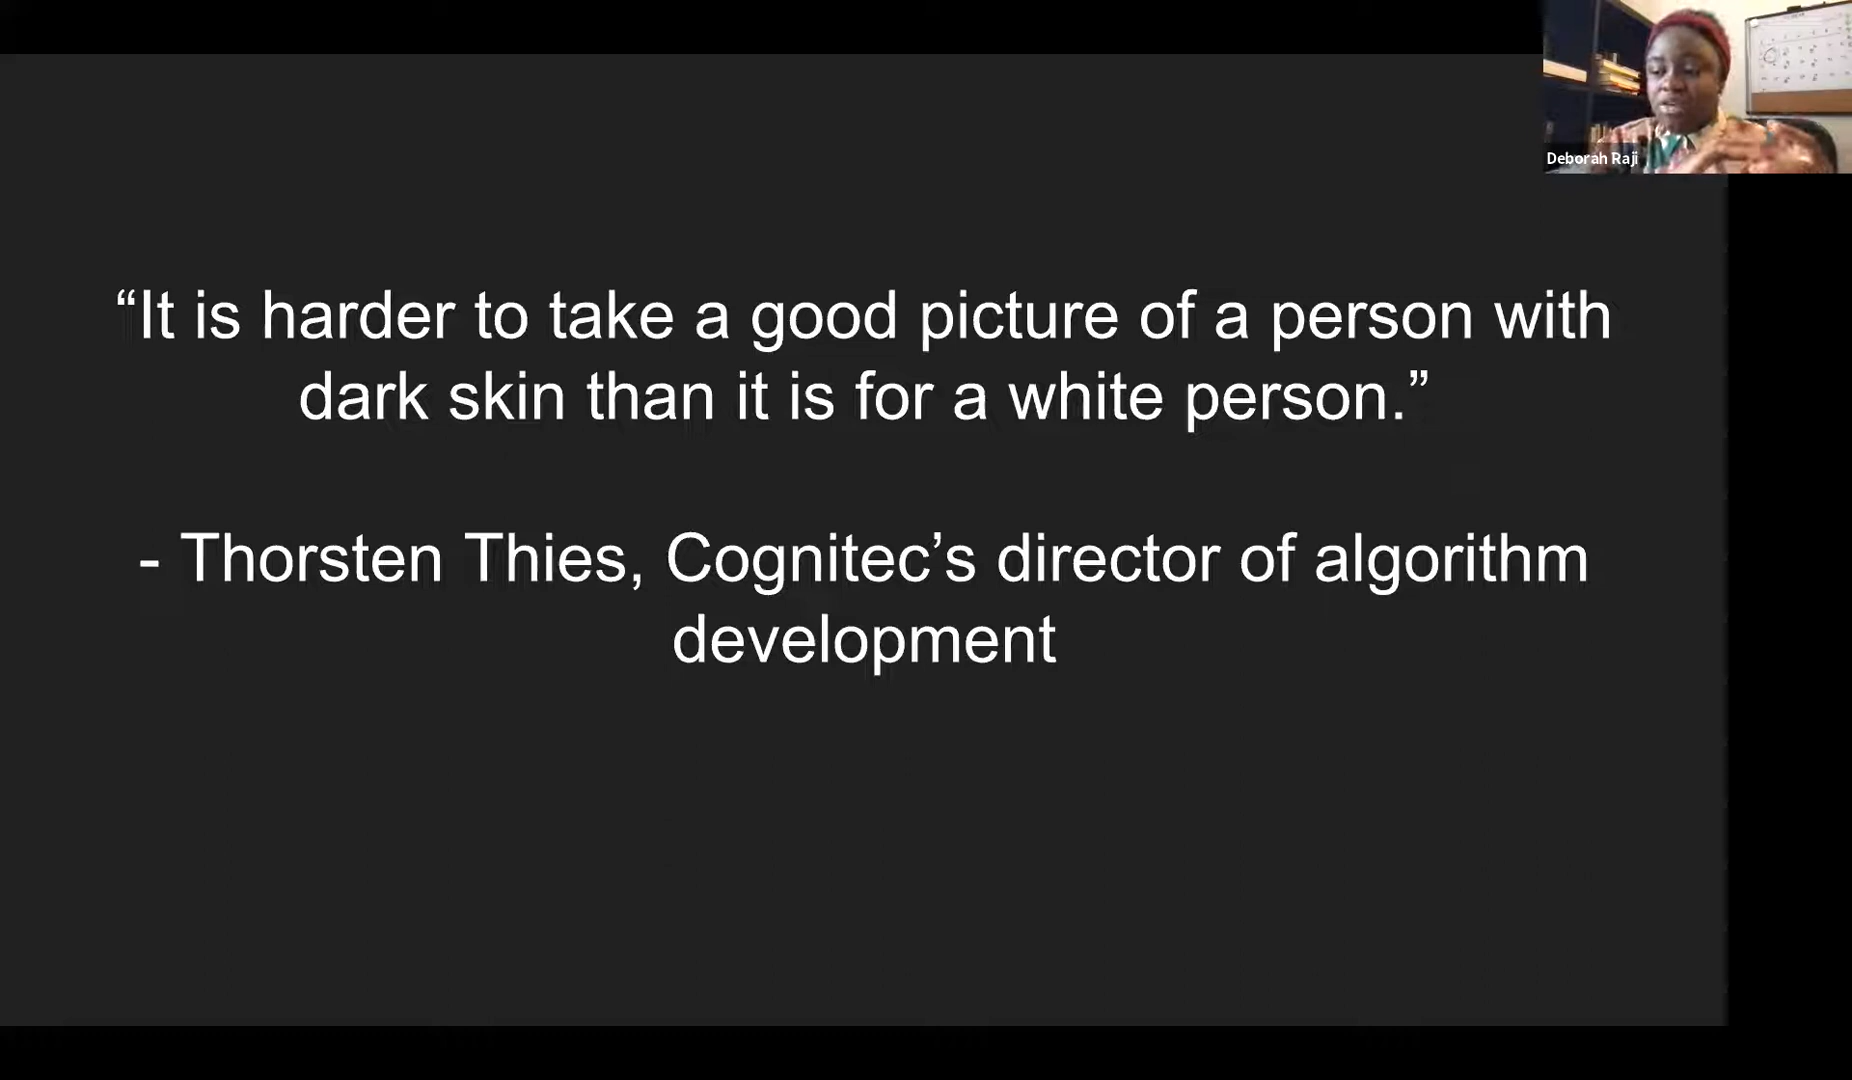 Deborah Raji
“It is harder to take a good picture of a person with
dark skin than it is for a white person.”
- Thorsten Thies, Cognitec’s director of algorithm
development